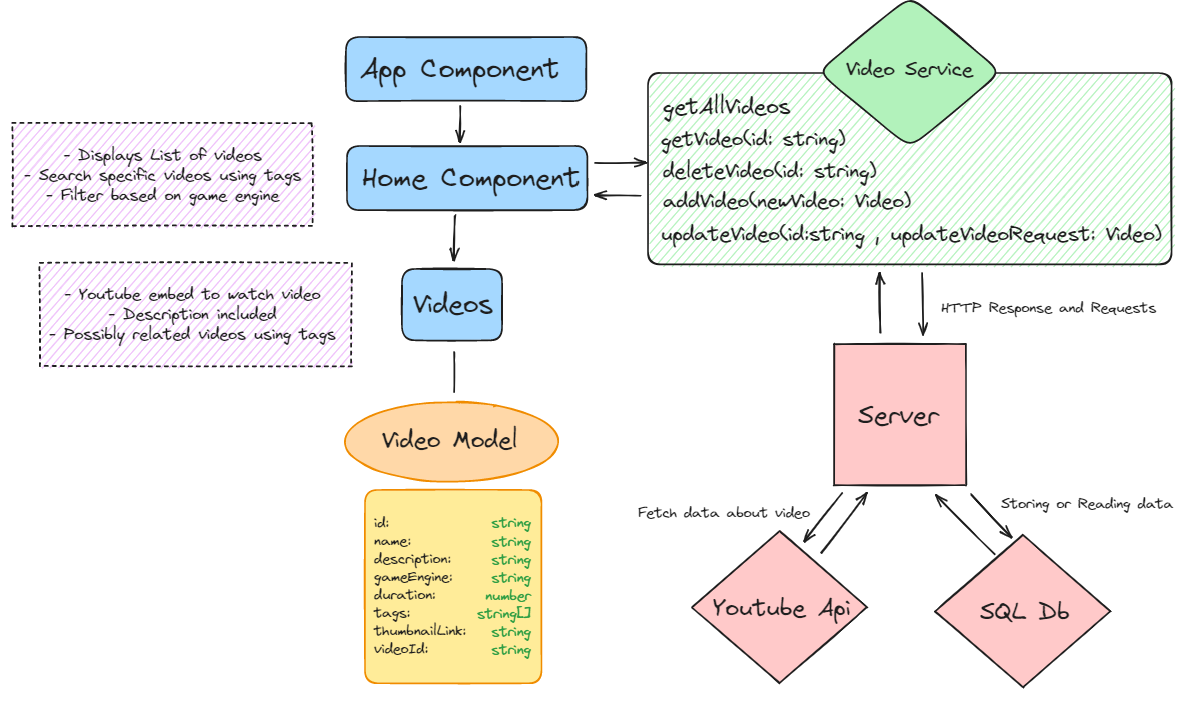 App Component
Video Service
getAllVideos
getVideo(id: string)
deleteVideo(id: string)
addVideo(newVideo: Video)
updateVideo(id:string , updateVideoRequest: Video)
- Displays List of videos
- Search specific videos using tags
- Filter based on game engine
Home Component
- Youtube embed to watch video
- Description included
- Possibly related videos using tags
Videos
HTTP Response and Requests
Video Model
Server
id: string
name: string
description: string
gameEngine: string
duration: number
tags: string[]
thumbnailLink: string
videoId: string
Fetch data about video
Storing or Reading data
Youtube Api
SQL Db